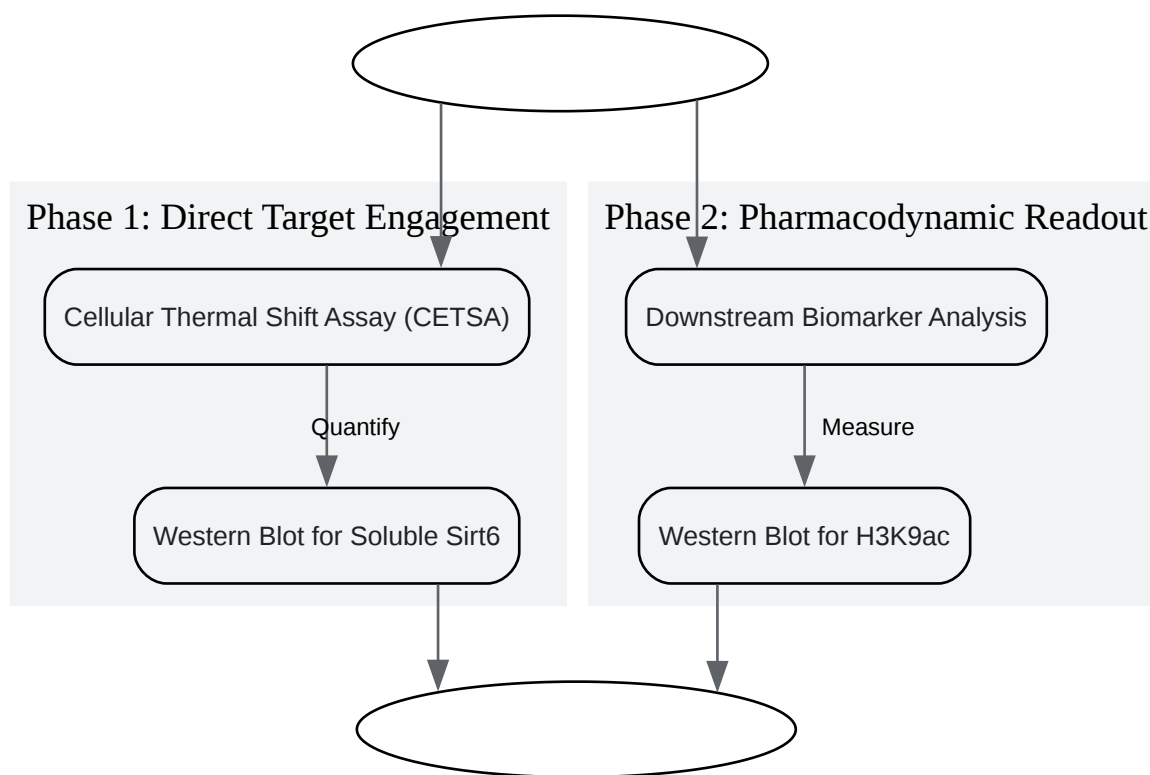 Phase 1: Direct Target Engagement
Cellular Thermal Shift Assay (CETSA)
Quantify
Western Blot for Soluble Sirt6
Phase 2: Pharmacodynamic Readout
Downstream Biomarker Analysis
Measure
Western Blot for H3K9ac